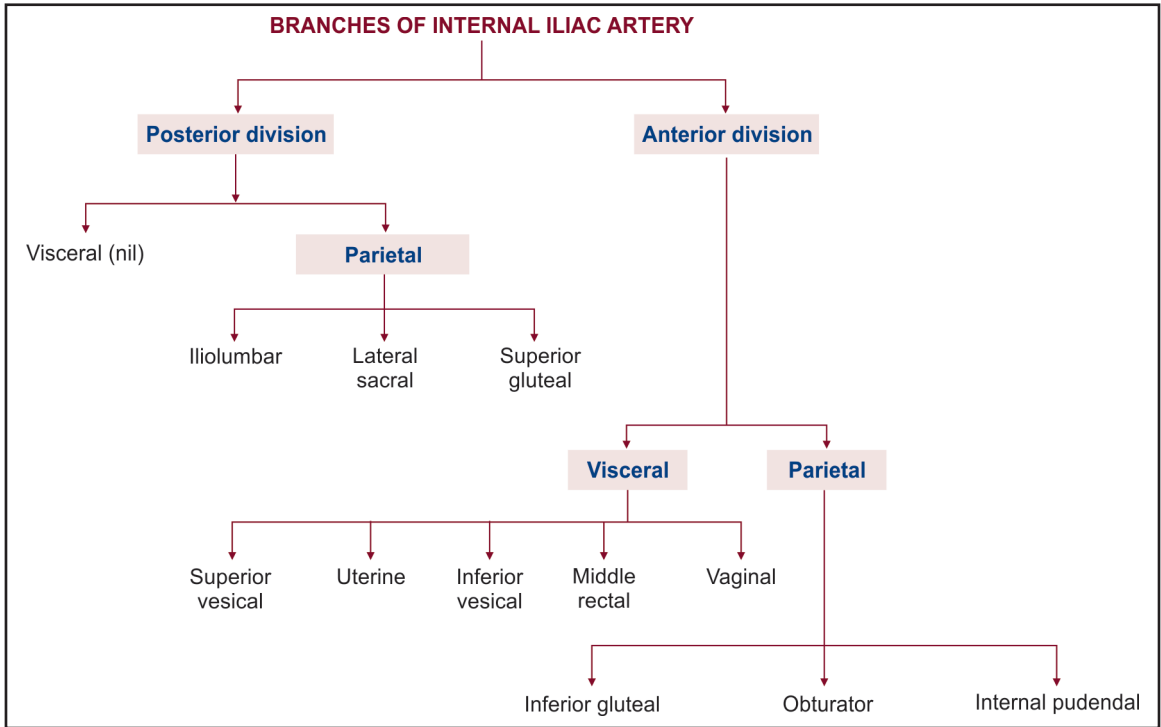 BRANCHES OF INTERNAL ILIAC ARTERY
Posterior division
Anterior division
Visceral (nil)
Parietal
Iliolumbar
Lateral
sacral
Superior
gluteal
Visceral
Parietal
Superior
vesical
Uterine
Inferior
vesical
Middle
rectal
Vaginal
Inferior gluteal
Obturator
Internal pudendal